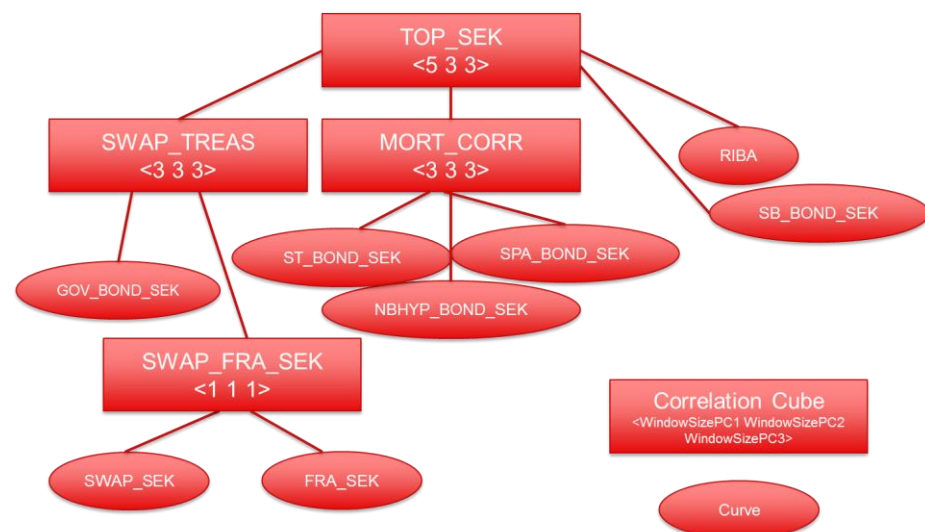 TOP_SEK
<5 3 3>
SWAP_TREAS
<3 3 3>
MORT_CORR
<3 3 3>
RIBA
SB_BOND_SEK
ST_BOND_SEK
SPA_BOND_SEK
GOV_BOND_SEK
NBHYP_BOND_SEK
SWAP_FRA_SEK
<1 1 1>
Correlation Cube
<WindowSizePC1 WindowSizePC2
WindowSizePC3>
SWAP_SEK
FRA_SEK
Curve